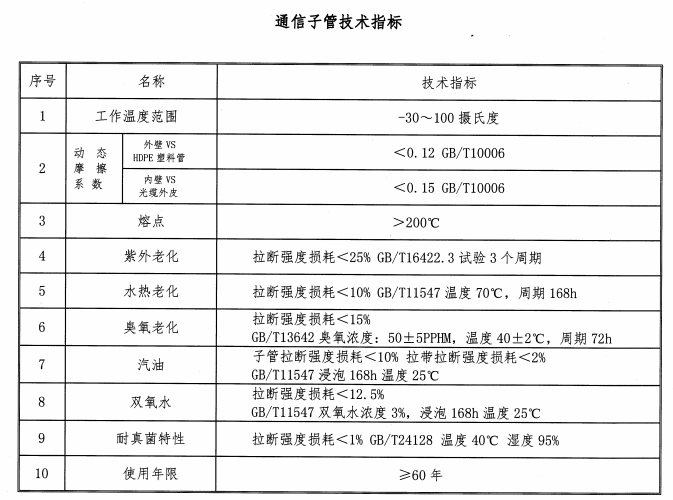 通信子管技术指标
序号 名称 技术指标
1 工作温度范围 -30～100摄氏度
2 动态摩擦系数 外壁 VS HDPE 塑料管 ＜0.12 GB/T10006
内壁 VS 光缆外皮 ＜0.15 GB/T10006
3 熔点 ＞200℃
4 紫外老化 拉断强度损耗＜25% GB/T16422.3 试验 3 个周期
5 水热老化 拉断强度损耗＜10% GB/T11547 温度 70℃，周期 168h
6 臭氧老化 拉断强度损耗＜15%
GB/T13642 臭氧浓度：50±5PPHM，温度 40±2℃，周期 72h
7 汽油 子管拉断强度损耗＜10% 拉带拉断强度损耗＜2%
GB/T11547 浸泡 168h 温度 25℃
8 双氧水 拉断强度损耗＜12.5%
GB/T11547 双氧水浓度 3%，浸泡 168h 温度 25℃
9 耐真菌特性 拉断强度损耗＜1% GB/T24128 温度 40℃ 湿度 95%
10 使用年限 ≥60 年